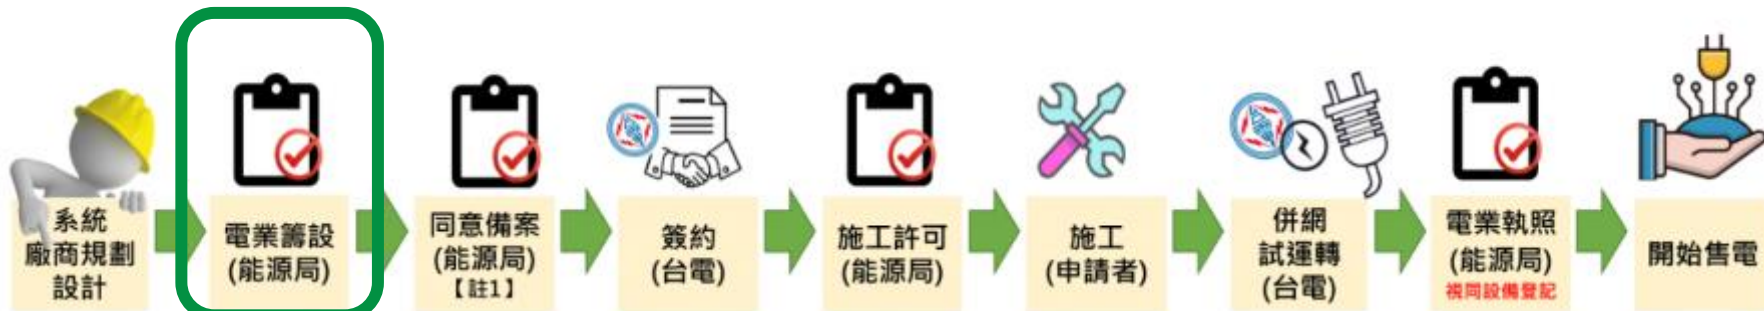 系統
廠商規劃
設計
電業籌設
(能源局)
同意備案
(能源局)
【註1】
簽約
(台電)
施工許可
(能源局)
施工
(申請者)
併網
試運轉
(台電)
電業執照
(能源局)
視同設備登記
開始售電